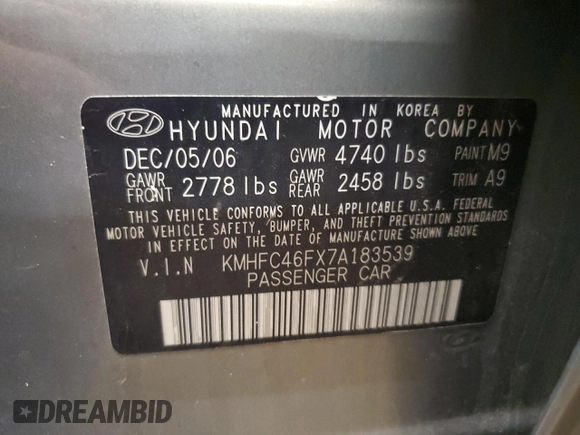 MANUFACTURED IN KOREA BY
HYUNDAI MOTOR COMPANY
DEC/05/06 GVWR 4740 lbs PAINT M9
GAWR FRONT 2778 lbs GAWR REAR 2458 lbs TRIM A9
THIS VEHICLE CONFORMS TO ALL APPLICABLE U.S.A. FEDERAL
MOTOR VEHICLE SAFETY, BUMPER, AND THEFT PREVENTION STANDARDS
IN EFFECT ON THE DATE OF MANUFACTURE SHOWN ABOVE.
V.I.N KMHFC46FX7A183539
PASSENGER CAR
DREAMBID